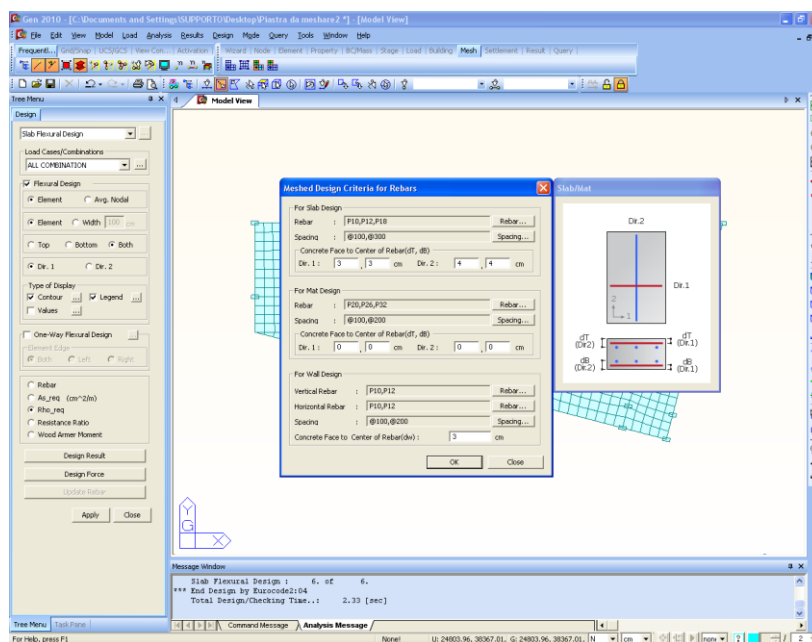 Gen 2010 - [C:\Documents and Settings\SUPPORTO\Desktop\Piastra da meshare2 *] - [Model View]
File Edit View Model Load Analysis Results Design Mode Query Tools Window Help
Frequentl... Grid/Snap UCS/GCS View Con... Activation Wizard Node Element Property BC/Mass Stage Load Building Mesh Settlement Result Query
Tree Menu
Model View
Design
Slab Flexural Design
Load Cases/Combinations
ALL COMBINATION
Flexural Design
Element Avg. Nodal
Element Width 100 cm
Top Bottom Both
Dir. 1 Dir. 2
Type of Display
Contour ... Legend ...
Values ...
One-Way Flexural Design ...
Element Edge
Both Left Right
Rebar
As_req (cm^2/m)
Rho_req
Resistance Ratio
Wood Armer Moment
Design Result
Design Force
Update Rebar
Apply Close
Tree Menu Task Pane
Meshed Design Criteria for Rebars
For Slab Design
Rebar : P10,P12,P18 Rebar...
Spacing : @100,@300 Spacing...
Concrete Face to Center of Rebar(dT, dB)
Dir. 1 : 3 , 3 cm Dir. 2 : 4 , 4 cm
For Mat Design
Rebar : P20,P26,P32 Rebar...
Spacing : @100,@200 Spacing...
Concrete Face to Center of Rebar(dT, dB)
Dir. 1 : 0 , 0 cm Dir. 2 : 0 , 0 cm
For Wall Design
Vertical Rebar : P10,P12 Rebar...
Horizontal Rebar : P10,P12 Rebar...
Spacing : @100,@200 Spacing...
Concrete Face to Center of Rebar(dw) : 3 cm
OK Close
Slab/Mat
Dir.2
Dir.1
2
1
dT (Dir2) dT (Dir.1)
dB (Dir.2) dB (Dir.1)
Y
G
X
Message Window
Slab Flexural Design : 6. of 6.
*** End Design by Eurocode2:04
Total Design/Checking Time..: 2.33 [sec]
Command Message Analysis Message
For Help, press F1 None! U: 24803.96, 38367.01, G: 24803.96, 38367.01, N cm non 2